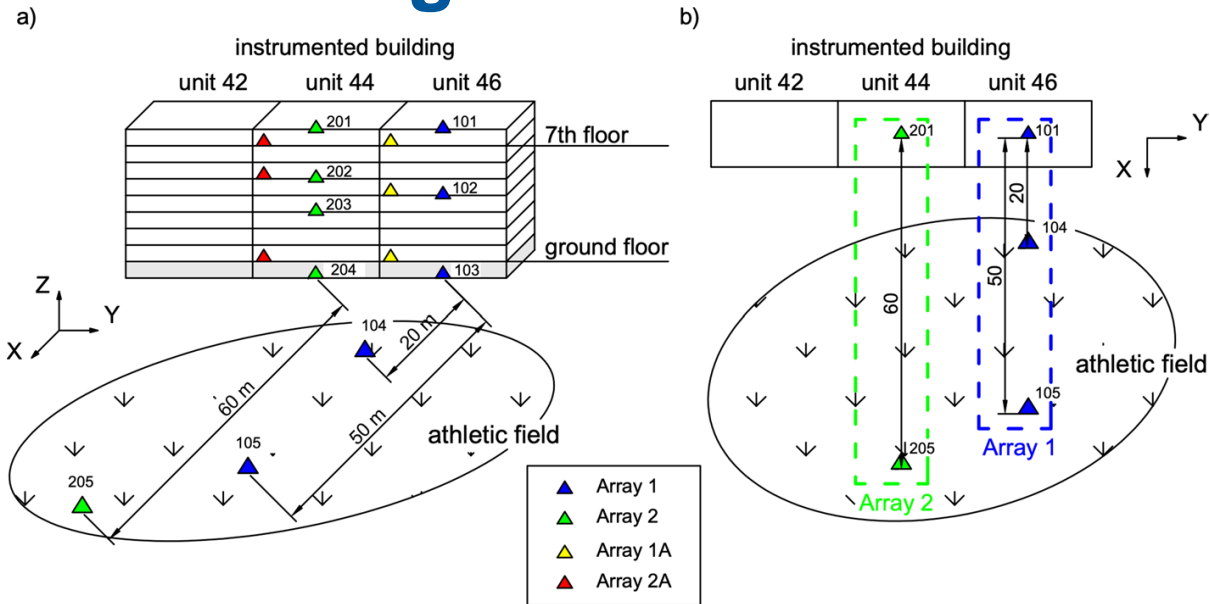 a)
instrumented building
unit 42 unit 44 unit 46
201 101
7th floor
202
102
203
ground floor
204 103
Z
Y
X
104
20 m
60 m
50 m
105
athletic field
205
Array 1
Array 2
Array 1A
Array 2A
b)
instrumented building
unit 42 unit 44 unit 46
201 101
Y
X
20
104
50
60
athletic field
105
Array 1
205
Array 2